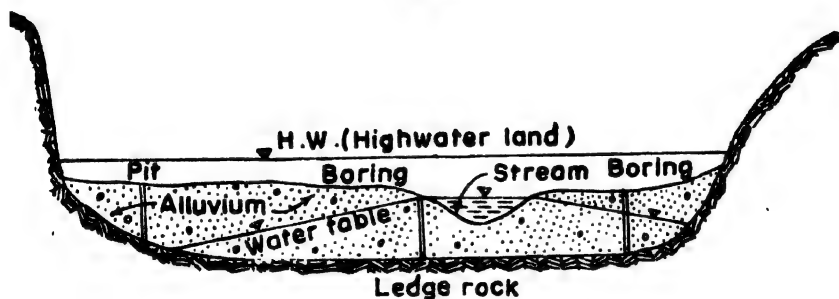 H.W.(Highwater land)
Pit
Boring
Stream
Boring
Alluvium
Water table
Ledge rock